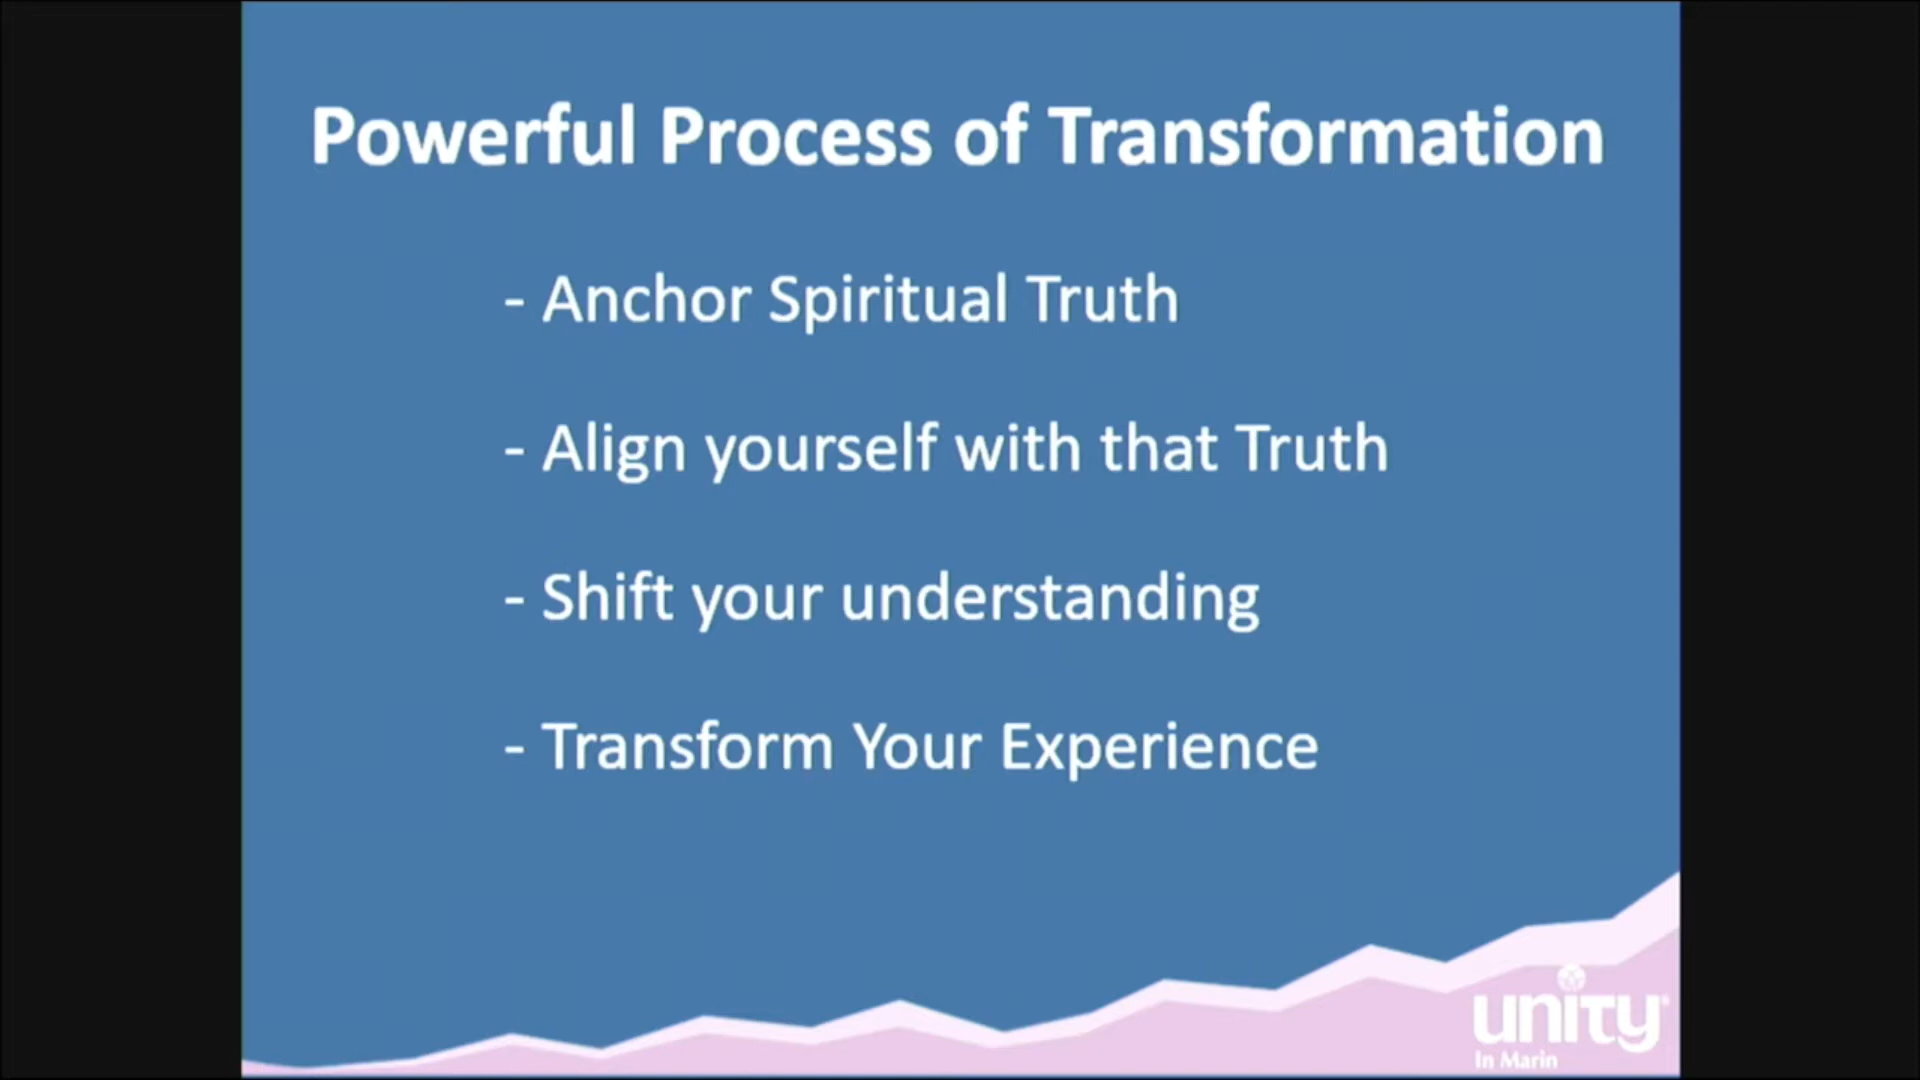 Powerful Process of Transformation
- Anchor Spiritual Truth
- Align yourself with that Truth
- Shift your understanding
- Transform Your Experience
unity®
In Marin